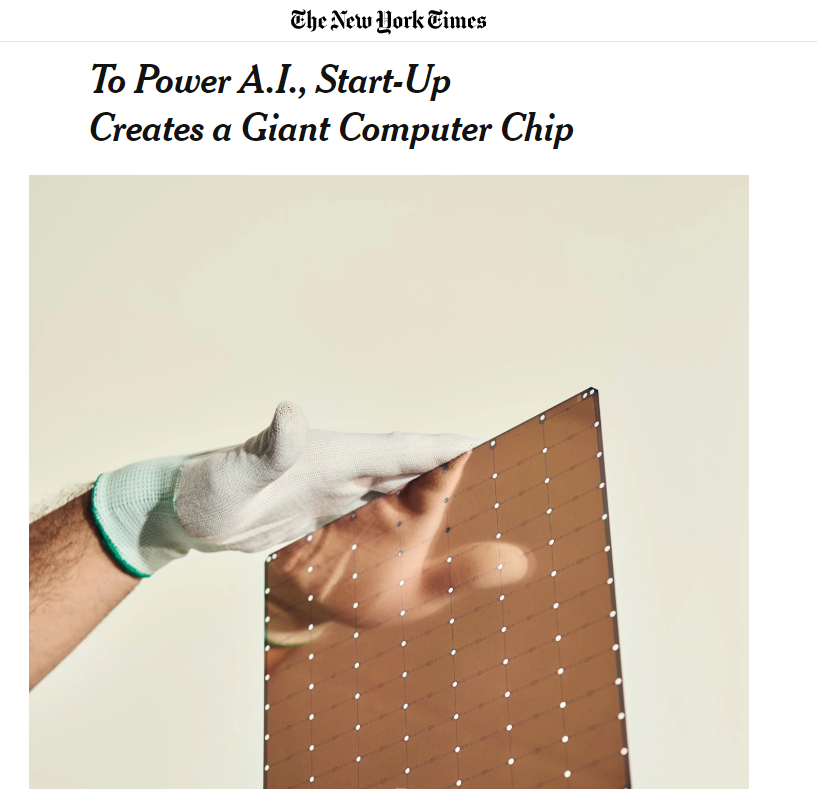 The New York Times
To Power A.I., Start-Up
Creates a Giant Computer Chip